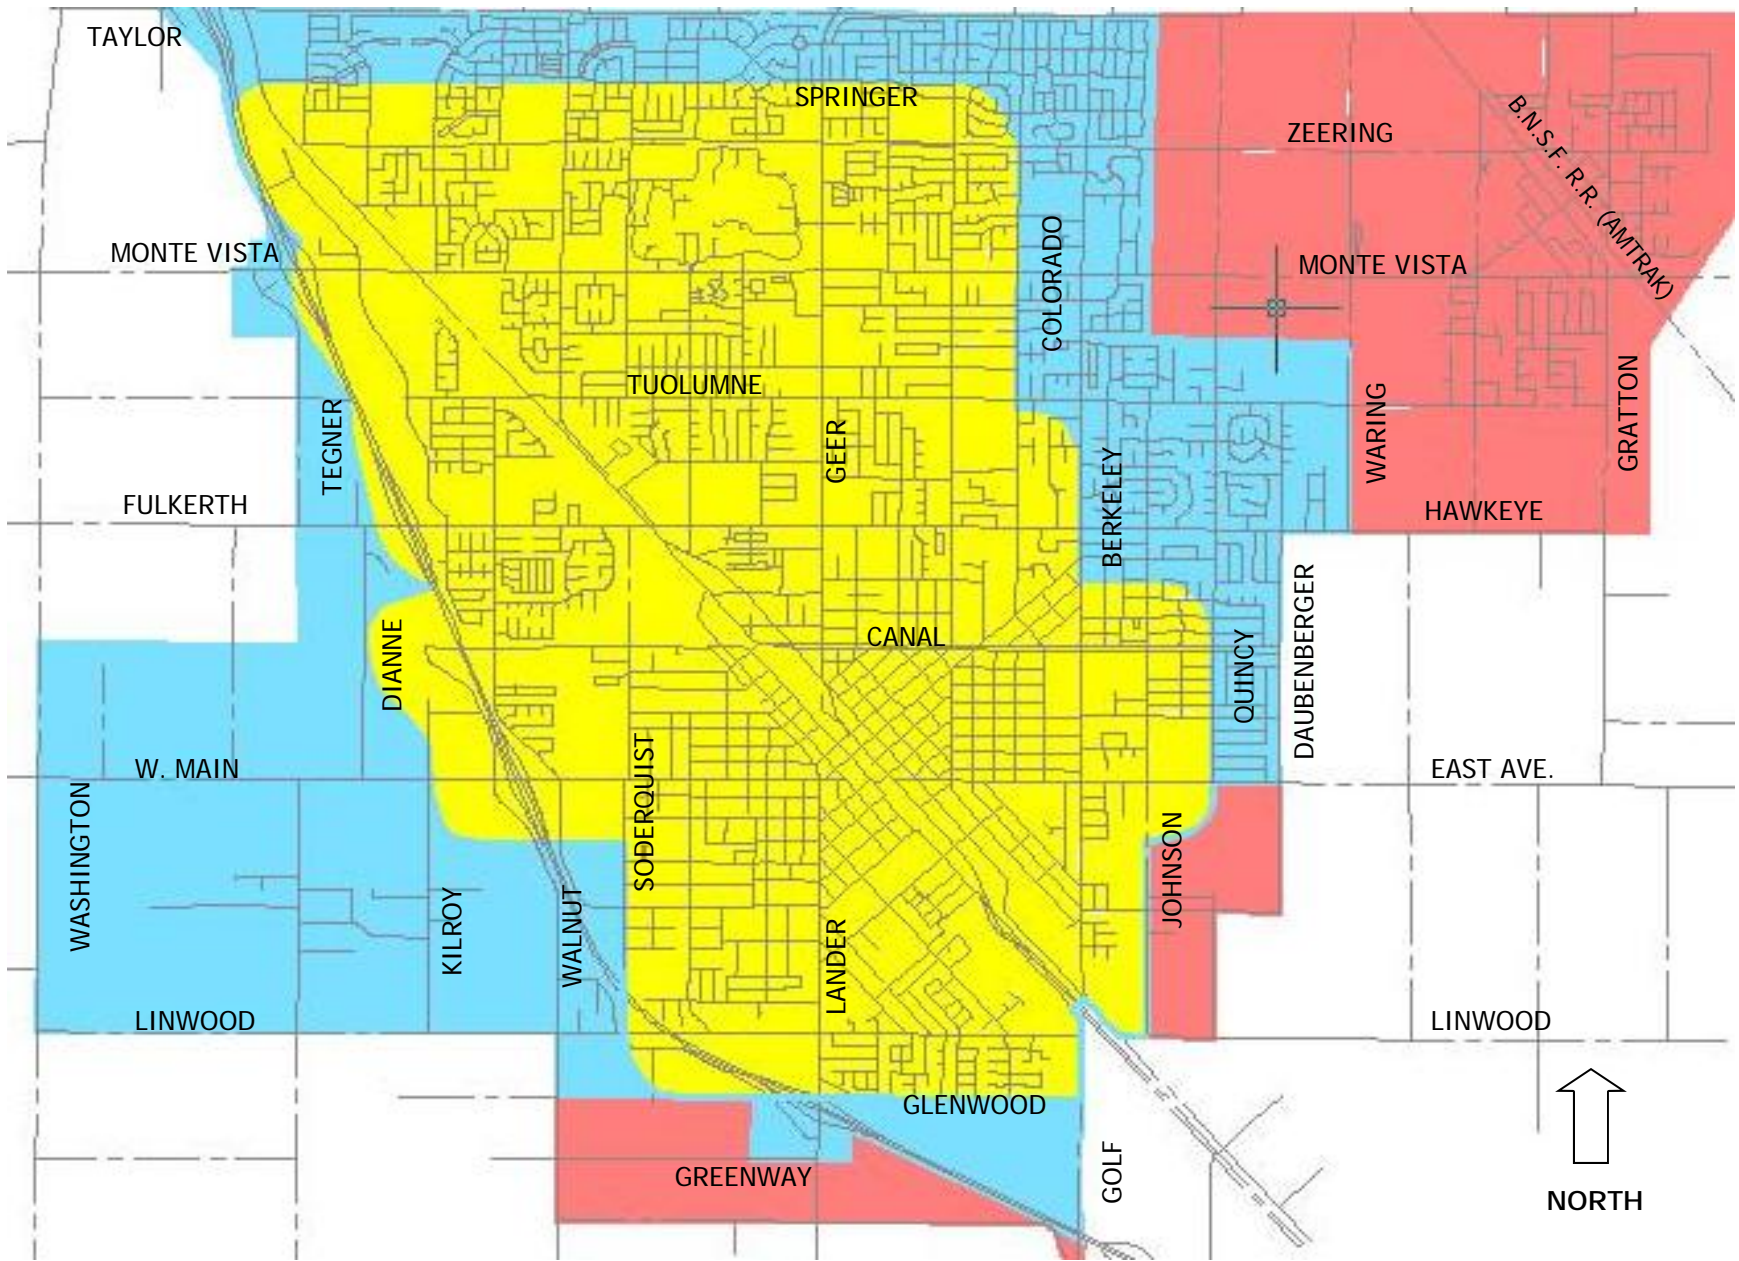 TAYLOR
SPRINGER
ZEERING
B.N.S.F. R.R. (AMTRAK)
MONTE VISTA
COLORADO
MONTE VISTA
TUOLUMNE
TEGNER
GEER
WARING
GRATTON
FULKERTH
BERKELEY
HAWKEYE
DIANNE
CANAL
QUINCY
DAUBENBERGER
W. MAIN
EAST AVE.
WASHINGTON
SODERQUIST
JOHNSON
KILROY
WALNUT
LANDER
LINWOOD
LINWOOD
GLENWOOD
GREENWAY
GOLF
NORTH